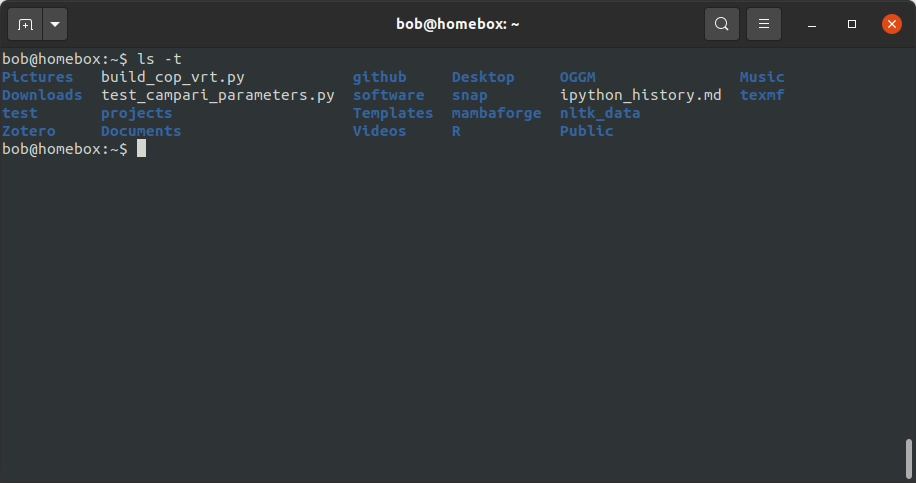 bob@homebox: ~
bob@homebox:~$ ls -t
Pictures build_cop_vrt.py github Desktop OGGM Music
Downloads test_campari_parameters.py software snap ipython_history.md texmf
test projects Templates mambaforge nltk_data
Zotero Documents Videos R Public
bob@homebox:~$